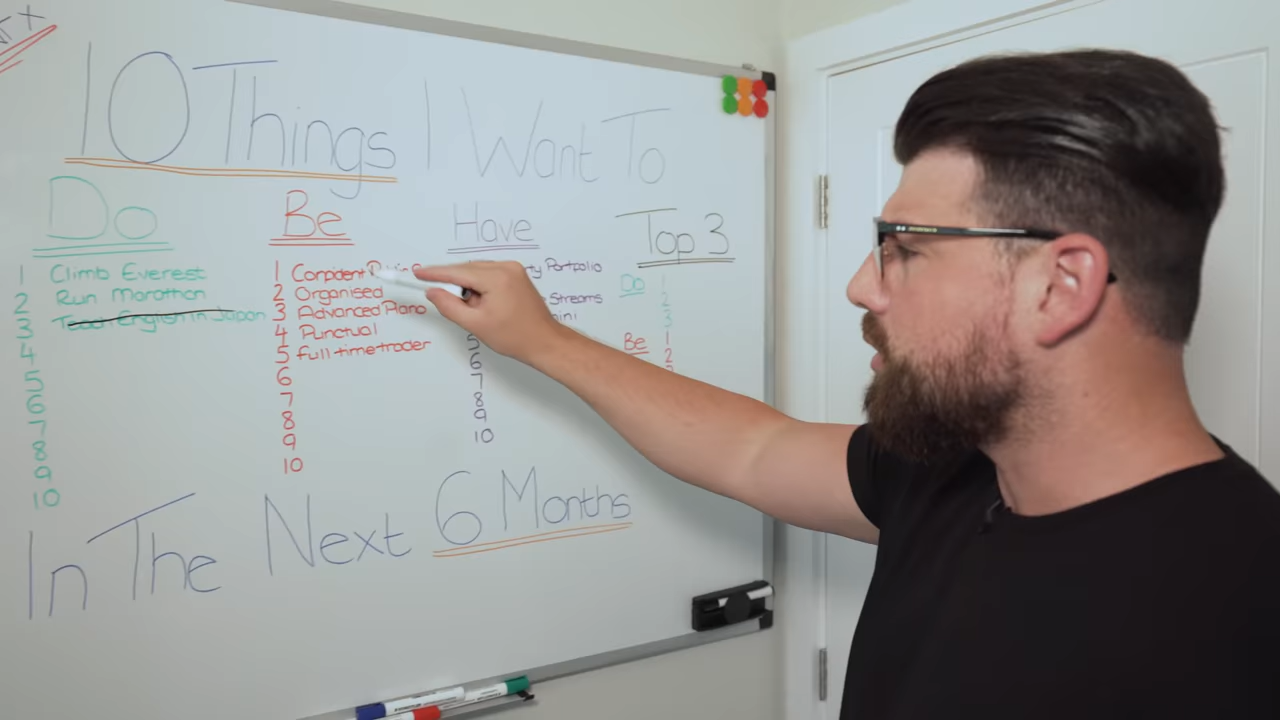 10 Things I Want To
Do
1 Climb Everest
2 Run Marathon
3 Teach English in Japan
4
5
6
7
8
9
10
Be
1 Confident
2 Organised
3 Advanced Piano
4 Punctual
5 full time trader
6
7
8
9
10
Have
Portfolio
Streams
5
6
7
8
9
10
Top 3
Do 1
2
3
Be 1
2
In The Next 6 Months